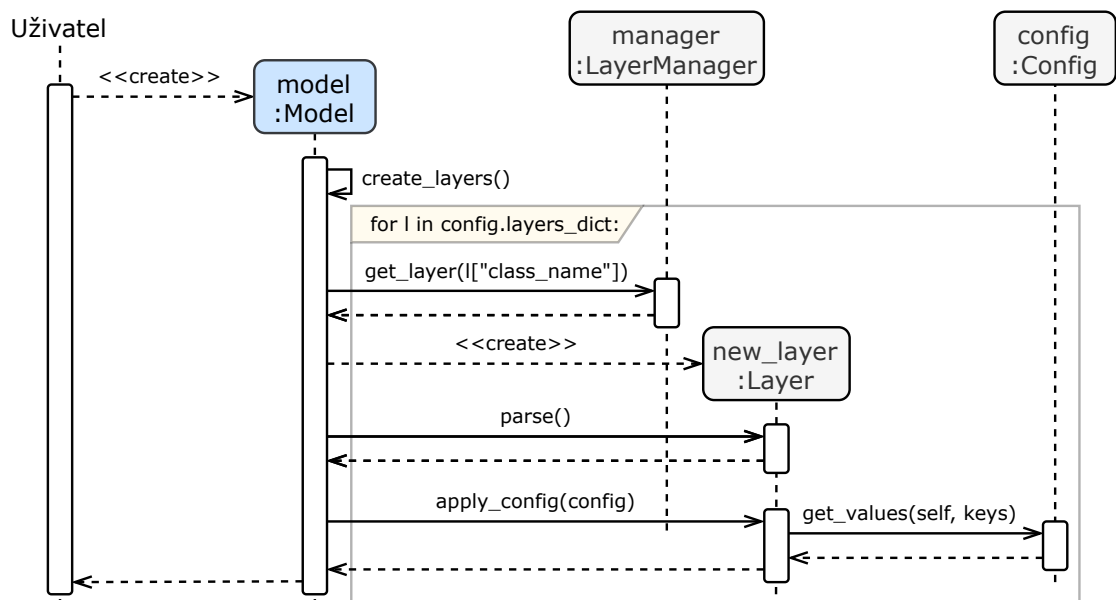 Uživatel
manager
:LayerManager
config
:Config
<<create>>
model
:Model
create_layers()
for l in config.layers_dict:
get_layer(l["class_name"])
<<create>>
new_layer
:Layer
parse()
apply_config(config)
get_values(self, keys)